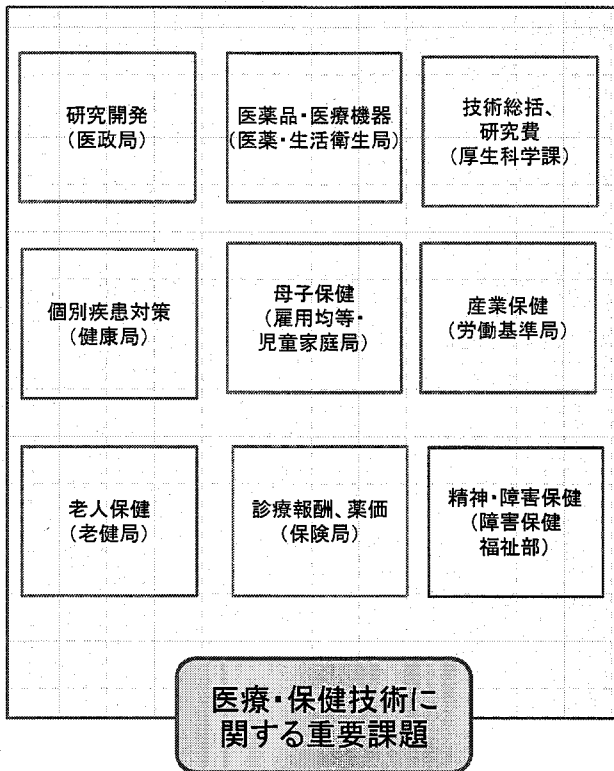 研究開発
(医政局)
医薬品・医療機器
(医薬・生活衛生局)
技術総括、
研究費
(厚生科学課)
個別疾患対策
(健康局)
母子保健
(雇用均等・
児童家庭局)
産業保健
(労働基準局)
老人保健
(老健局)
診療報酬、薬価
(保険局)
精神・障害保健
(障害保健
福祉部)
医療・保健技術に
関する重要課題